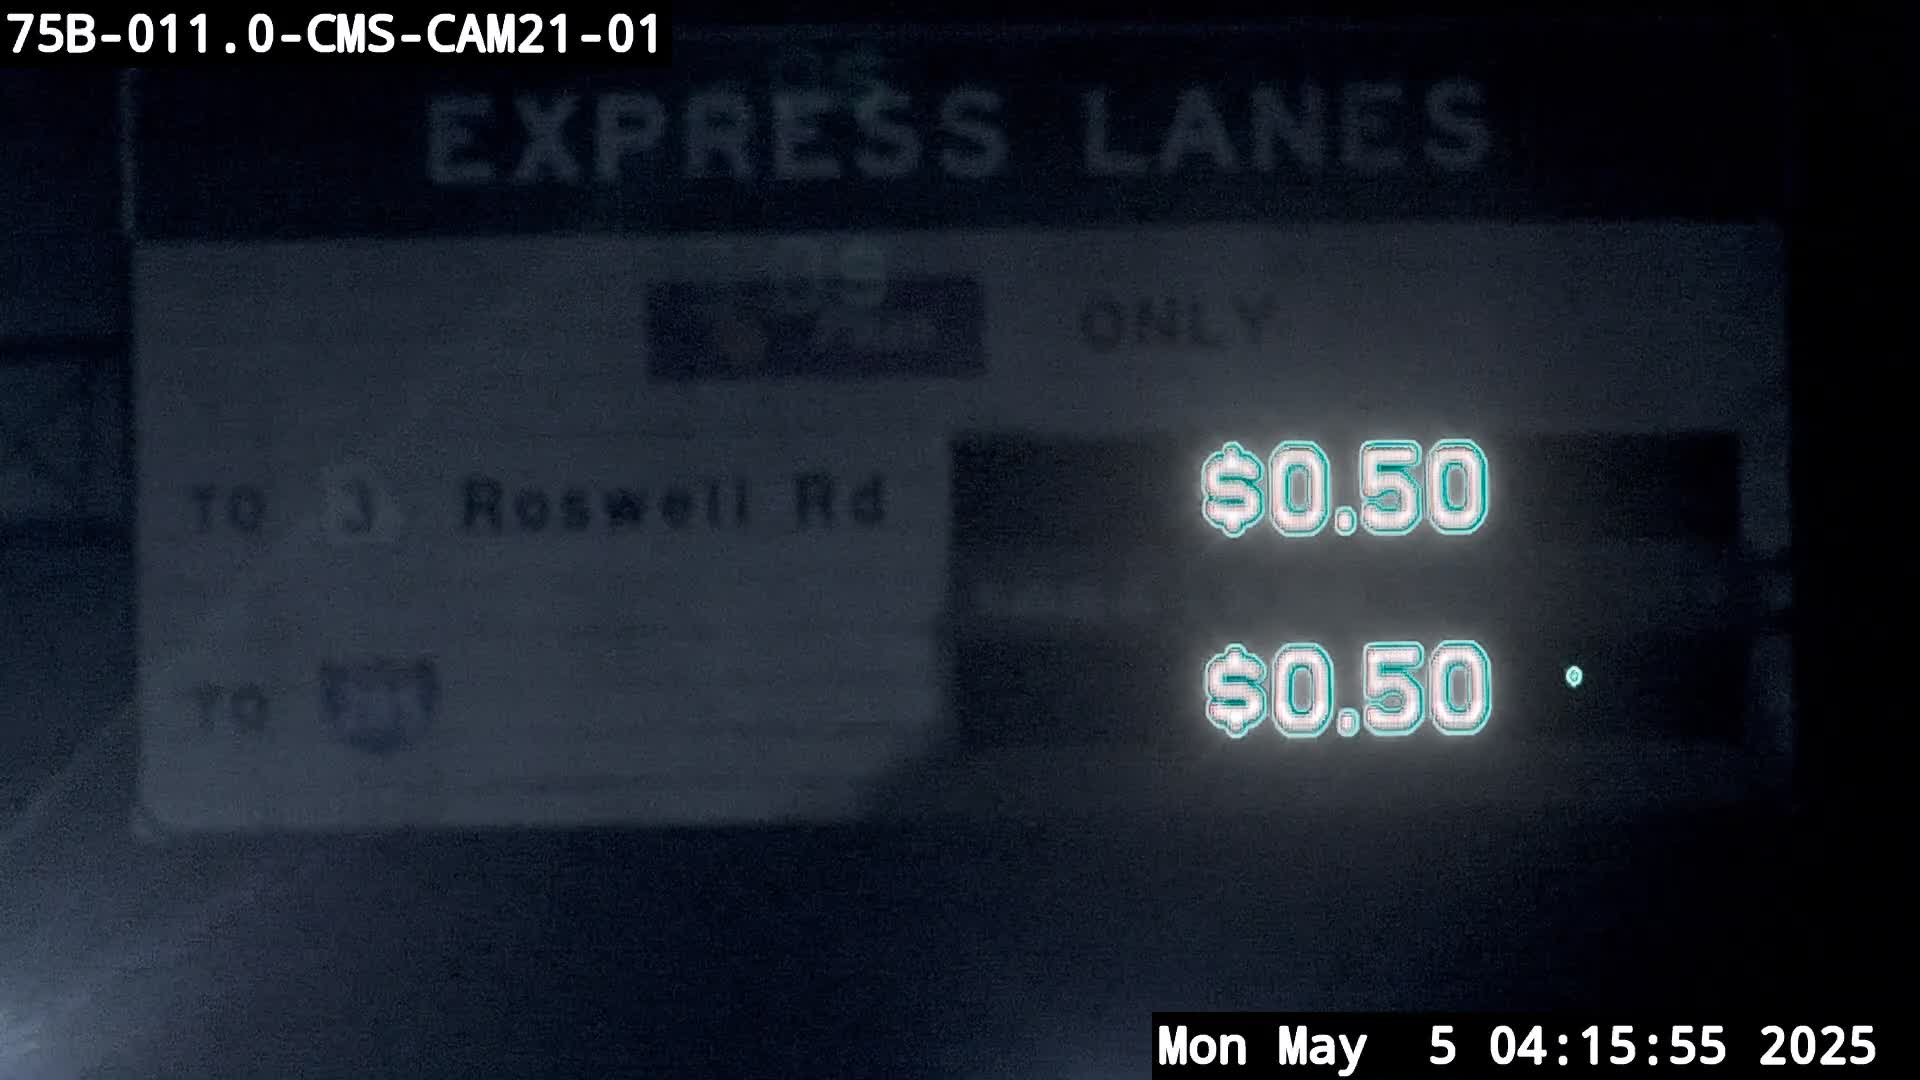 75B-011.0-CMS-CAM21-01
EXPRESS LANES
ONLY
TO 3 Roswell Rd $0.50
TO $0.50
Mon May 5 04:15:55 2025